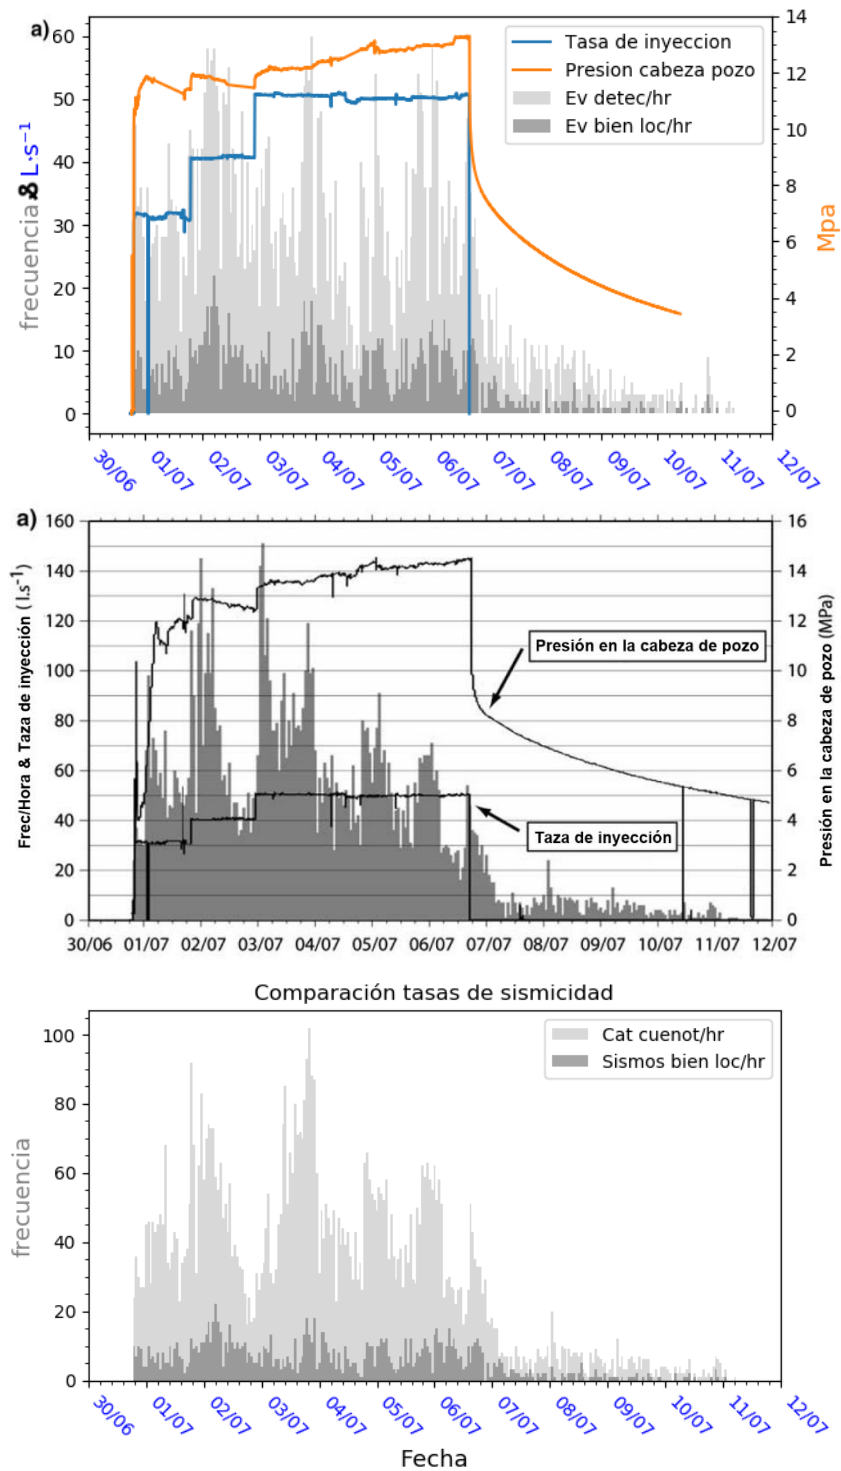 a)
Tasa de inyeccion
Presion cabeza pozo
Ev detec/hr
Ev bien loc/hr
frecuencia & L·s⁻¹
60
50
40
30
20
10
0
14
12
10
8
6
4
2
0
Mpa
30/06 01/07 02/07 03/07 04/07 05/07 06/07 07/07 08/07 09/07 10/07 11/07 12/07
a)
Frec/Hora & Taza de inyección (l.s⁻¹)
160
140
120
100
80
60
40
20
0
Presión en la cabeza de pozo
Taza de inyección
16
14
12
10
8
6
4
2
0
Presión en la cabeza de pozo (MPa)
30/06 01/07 02/07 03/07 04/07 05/07 06/07 07/07 08/07 09/07 10/07 11/07 12/07
Comparación tasas de sismicidad
Cat cuenot/hr
Sismos bien loc/hr
frecuencia
100
80
60
40
20
0
30/06 01/07 02/07 03/07 04/07 05/07 06/07 07/07 08/07 09/07 10/07 11/07 12/07
Fecha